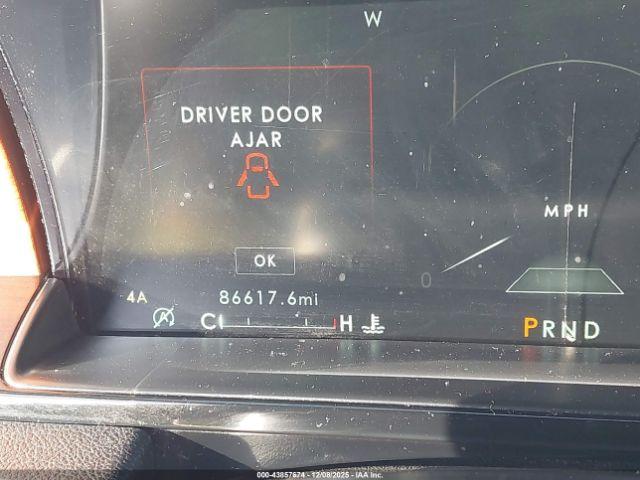 W
DRIVER DOOR
AJAR
MPH
OK
0
4A
86617.6mi
A
C H
PRND
000-43857674 - 12/08/2025 - IAA Inc.